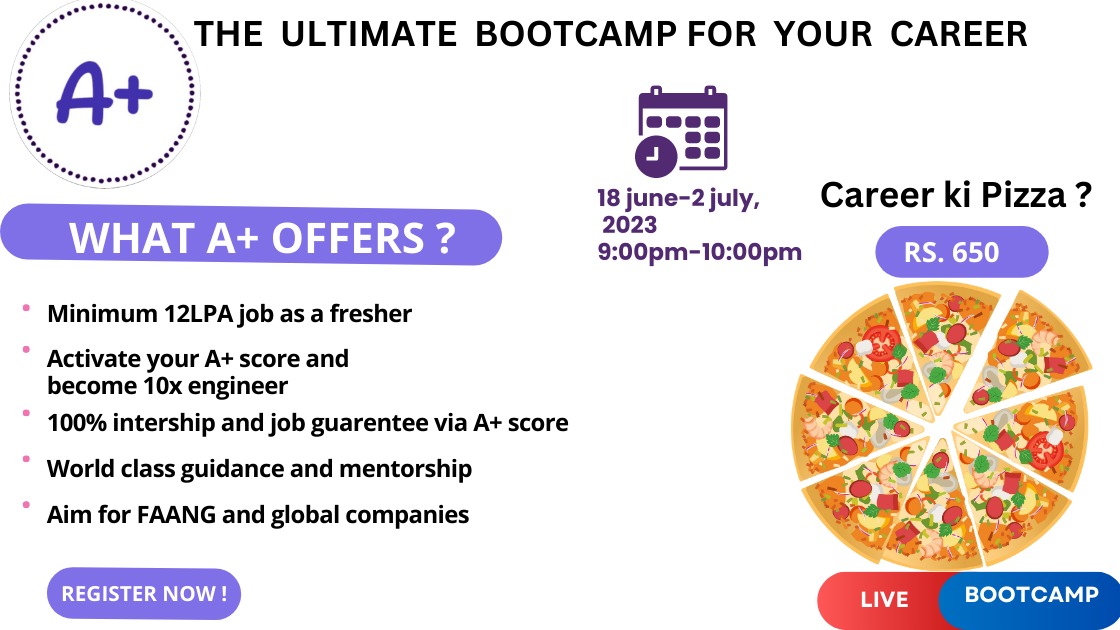 A+
THE ULTIMATE BOOTCAMP FOR YOUR CAREER
18 june-2 july,
2023
9:00pm-10:00pm
Career ki Pizza ?
RS. 650
WHAT A+ OFFERS ?
Minimum 12LPA job as a fresher
Activate your A+ score and
become 10x engineer
100% intership and job guarentee via A+ score
World class guidance and mentorship
Aim for FAANG and global companies
REGISTER NOW !
LIVE
BOOTCAMP